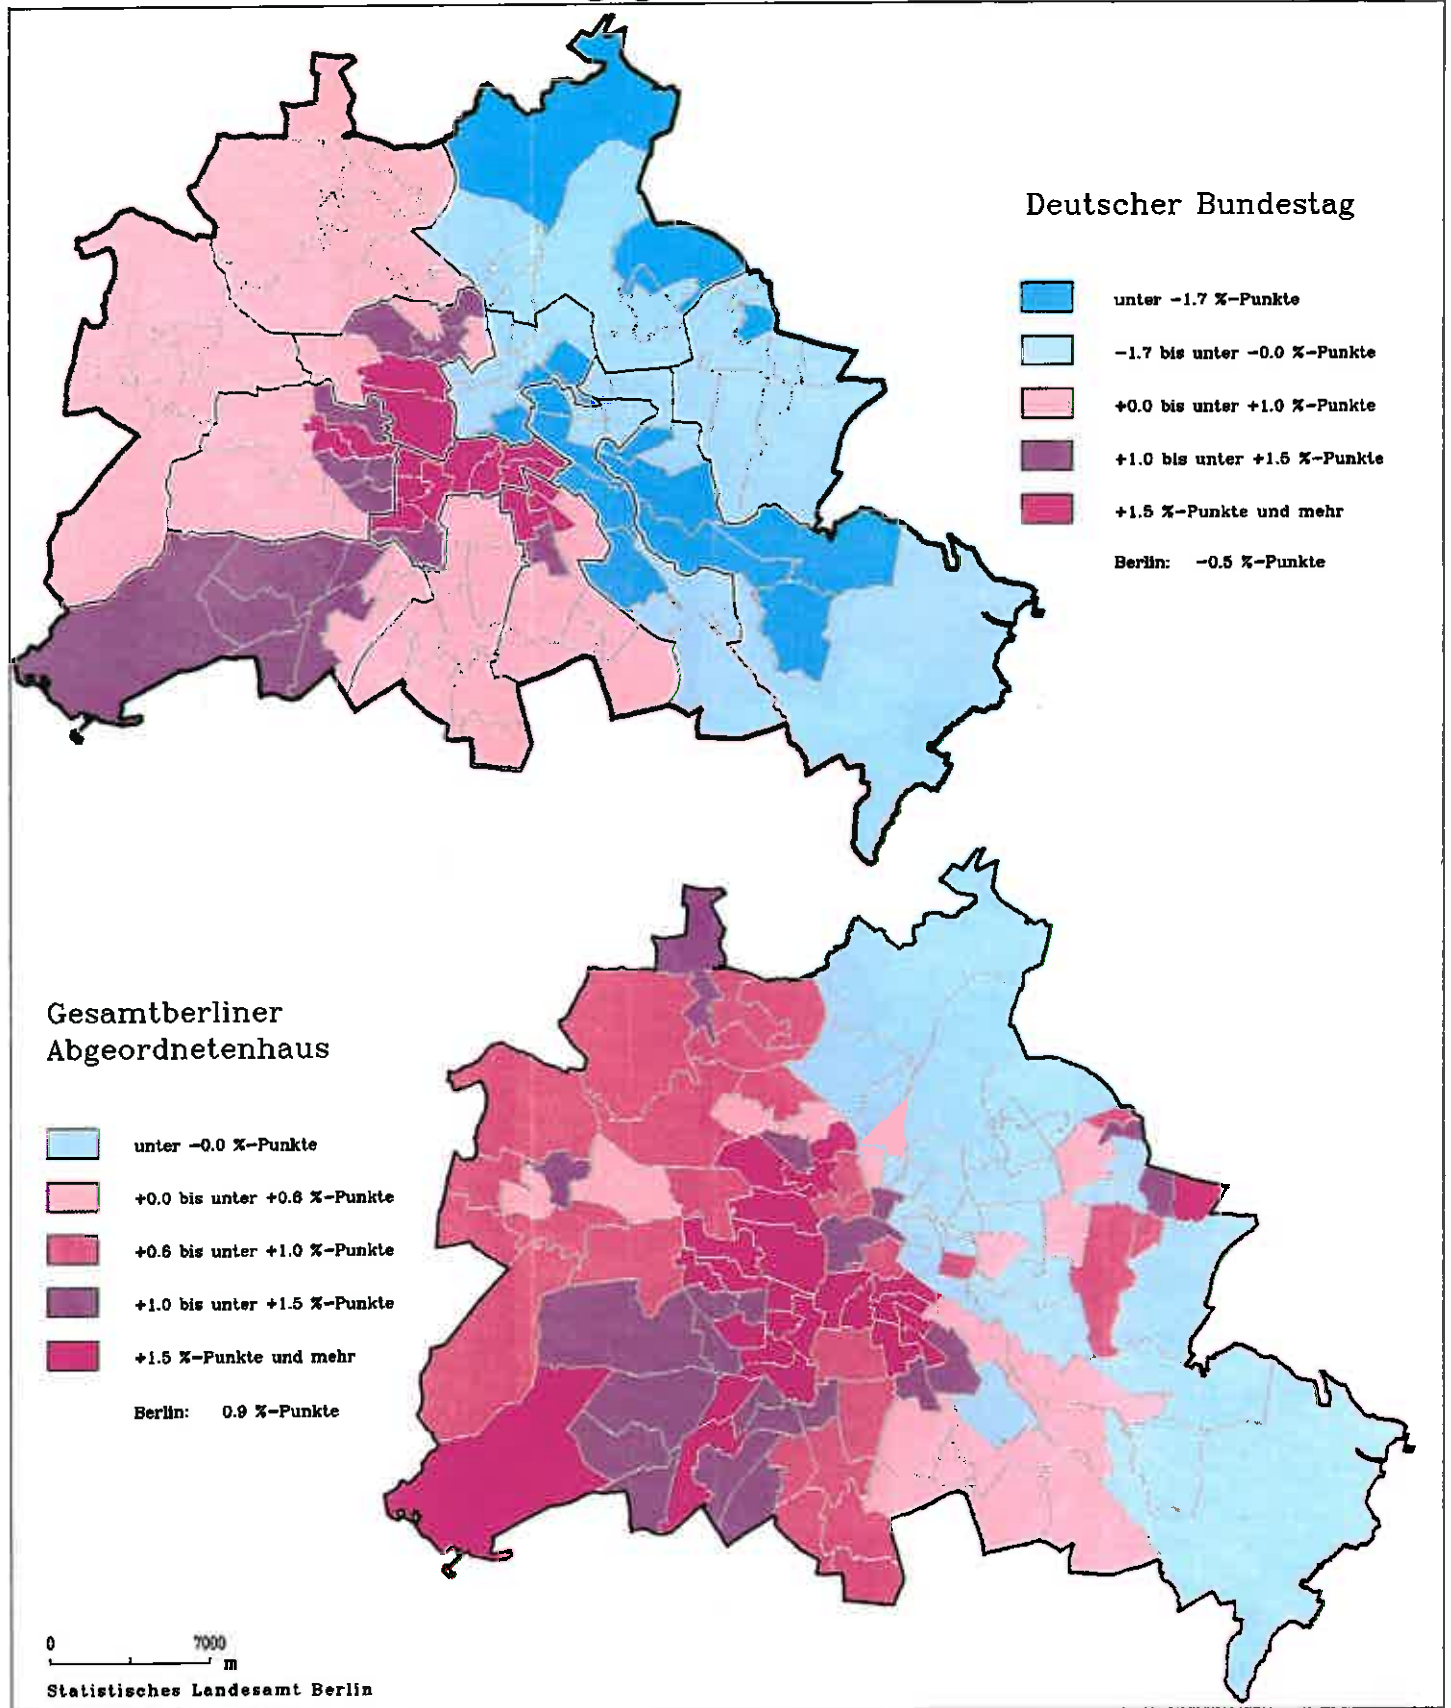 Deutscher Bundestag
unter -1.7 %-Punkte
-1.7 bis unter -0.0 %-Punkte
+0.0 bis unter +1.0 %-Punkte
+1.0 bis unter +1.5 %-Punkte
+1.5 %-Punkte und mehr
Berlin: -0.5 %-Punkte
Gesamtberliner
Abgeordnetenhaus
unter -0.0 %-Punkte
+0.0 bis unter +0.6 %-Punkte
+0.6 bis unter +1.0 %-Punkte
+1.0 bis unter +1.5 %-Punkte
+1.5 %-Punkte und mehr
Berlin: 0.9 %-Punkte
0 7000
m
Statistisches Landesamt Berlin